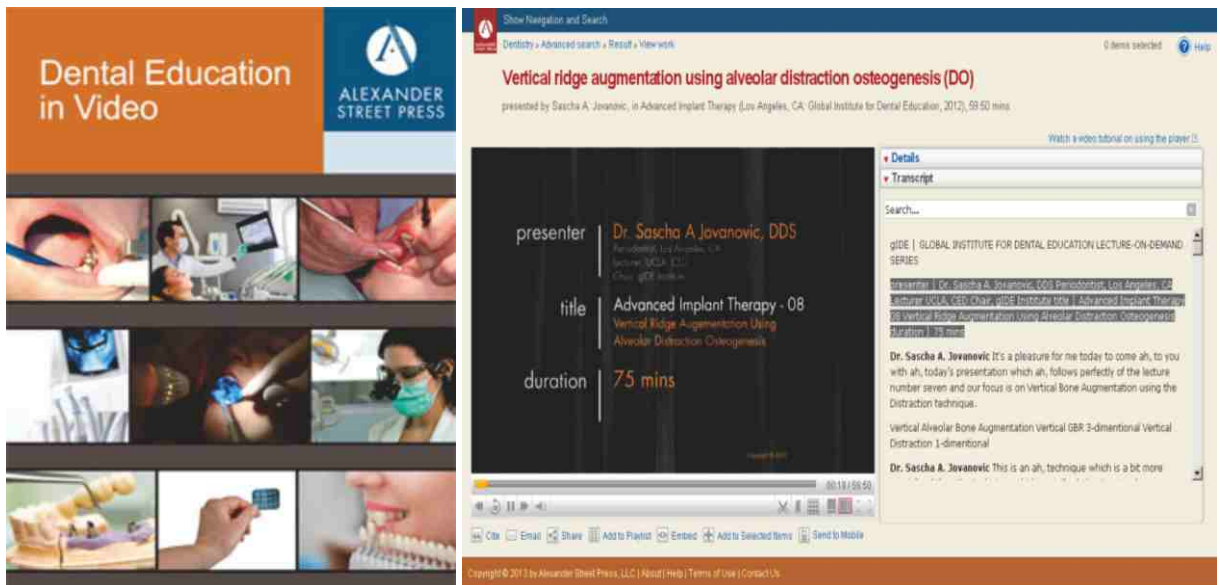 Dental Education
in Video
ALEXANDER
STREET PRESS
Show Navigation and Search
Dentistry » Advanced search » Result » View work
0 items selected
Help
Vertical ridge augmentation using alveolar distraction osteogenesis (DO)
presented by Sascha A. Jovanovic, in Advanced Implant Therapy (Los Angeles, CA: Global Institute for Dental Education, 2012), 59:50 mins
Watch a video tutorial on using the player
Details
Transcript
Search...
presenter
Dr. Sascha A Jovanovic, DDS
Periodontist, Los Angeles, CA
Lecturer, UCLA, CED
Chair, gIDE Institute
title
Advanced Implant Therapy - 08
Vertical Ridge Augmentation Using
Alveolar Distraction Osteogenesis
duration
75 mins
gIDE | GLOBAL INSTITUTE FOR DENTAL EDUCATION LECTURE-ON-DEMAND
SERIES
presenter | Dr. Sascha A. Jovanovic, DDS Periodontist, Los Angeles, CA
Lecturer UCLA, CED Chair, gIDE Institute title | Advanced Implant Therapy
08 Vertical Ridge Augmentation Using Alveolar Distraction Osteogenesis
duration | 75 mins
Dr. Sascha A. Jovanovic It's a pleasure for me today to come ah, to you
with ah, today's presentation which ah, follows perfectly of the lecture
number seven and our focus is on Vertical Bone Augmentation using the
Distraction technique.
Vertical Alveolar Bone Augmentation Vertical GBR 3-dimentional Vertical
Distraction 1-dimentional
Dr. Sascha A. Jovanovic This is an ah, technique which is a bit more
00:18 / 59:50
Cite
Email
Share
Add to Playlist
Embed
Add to Selected Items
Send to Mobile
Copyright © 2013 by Alexander Street Press, LLC | About | Help | Terms of Use | Contact Us